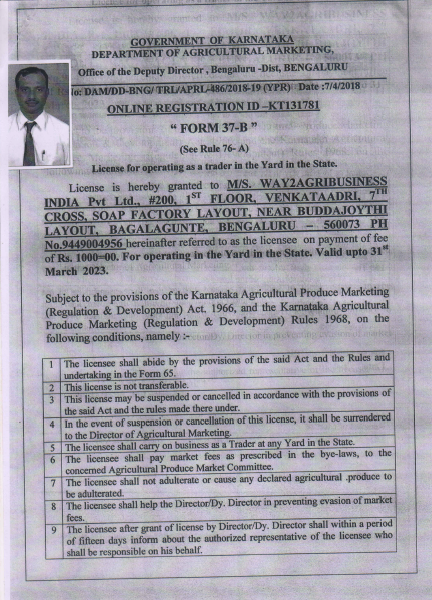 GOVERNMENT OF KARNATAKA
DEPARTMENT OF AGRICULTURAL MARKETING,
Office of the Deputy Director , Bengaluru -Dist, BENGALURU
No: DAM/DD-BNG/ TRL/APRL-486/2018-19 (YPR) Date :7/4/2018
ONLINE REGISTRATION ID –KT131781
“ FORM 37-B ”
(See Rule 76- A)
License for operating as a trader in the Yard in the State.
License is hereby granted to M/S. WAY2AGRIBUSINESS
INDIA Pvt Ltd., #200, 1ST FLOOR, VENKATAADRI, 7TH
CROSS, SOAP FACTORY LAYOUT, NEAR BUDDAJOYTHI
LAYOUT, BAGALAGUNTE, BENGALURU – 560073 PH
No.9449004956 hereinafter referred to as the licensee on payment of fee
of Rs. 1000=00. For operating in the Yard in the State. Valid upto 31st
March 2023.
Subject to the provisions of the Karnataka Agricultural Produce Marketing
(Regulation & Development) Act. 1966, and the Karnataka Agricultural
Produce Marketing (Regulation & Development) Rules 1968, on the
following conditions, namely :-
1 The licensee shall abide by the provisions of the said Act and the Rules and
undertaking in the Form 65.
2 This license is not transferable.
3 This license may be suspended or cancelled in accordance with the provisions of
the said Act and the rules made there under.
4 In the event of suspension or cancellation of this license, it shall be surrendered
to the Director of Agricultural Marketing.
5 The licensee shall carry on business as a Trader at any Yard in the State.
6 The licensee shall pay market fees as prescribed in the bye-laws, to the
concerned Agricultural Produce Market Committee.
7 The licensee shall not adulterate or cause any declared agricultural .produce to
be adulterated.
8 The licensee shall help the Director/Dy. Director in preventing evasion of market
fees.
9 The licensee after grant of license by Director/Dy. Director shall within a period
of fifteen days inform about the authorized representative of the licensee who
shall be responsible on his behalf.